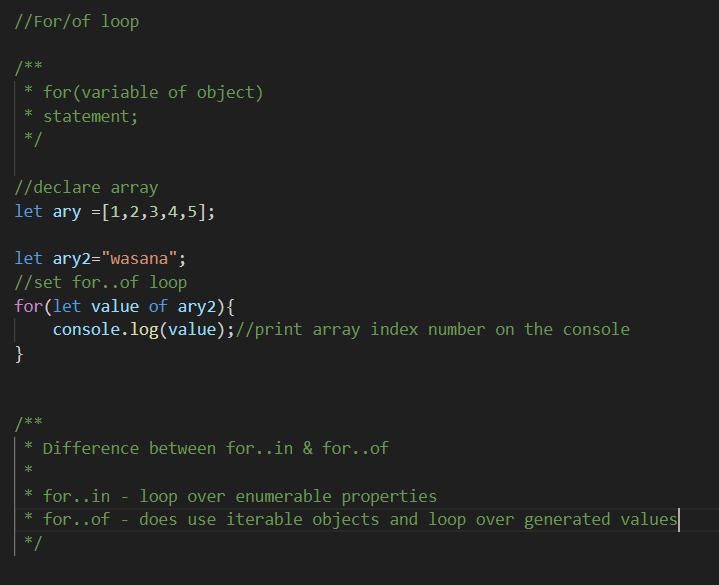 //For/of loop
/**
* for(variable of object)
* statement;
*/
//declare array
let ary =[1,2,3,4,5];
let ary2="wasana";
//set for..of loop
for(let value of ary2){
console.log(value);//print array index number on the console
}
/**
* Difference between for..in & for..of
*
* for..in - loop over enumerable properties
* for..of - does use iterable objects and loop over generated values
*/